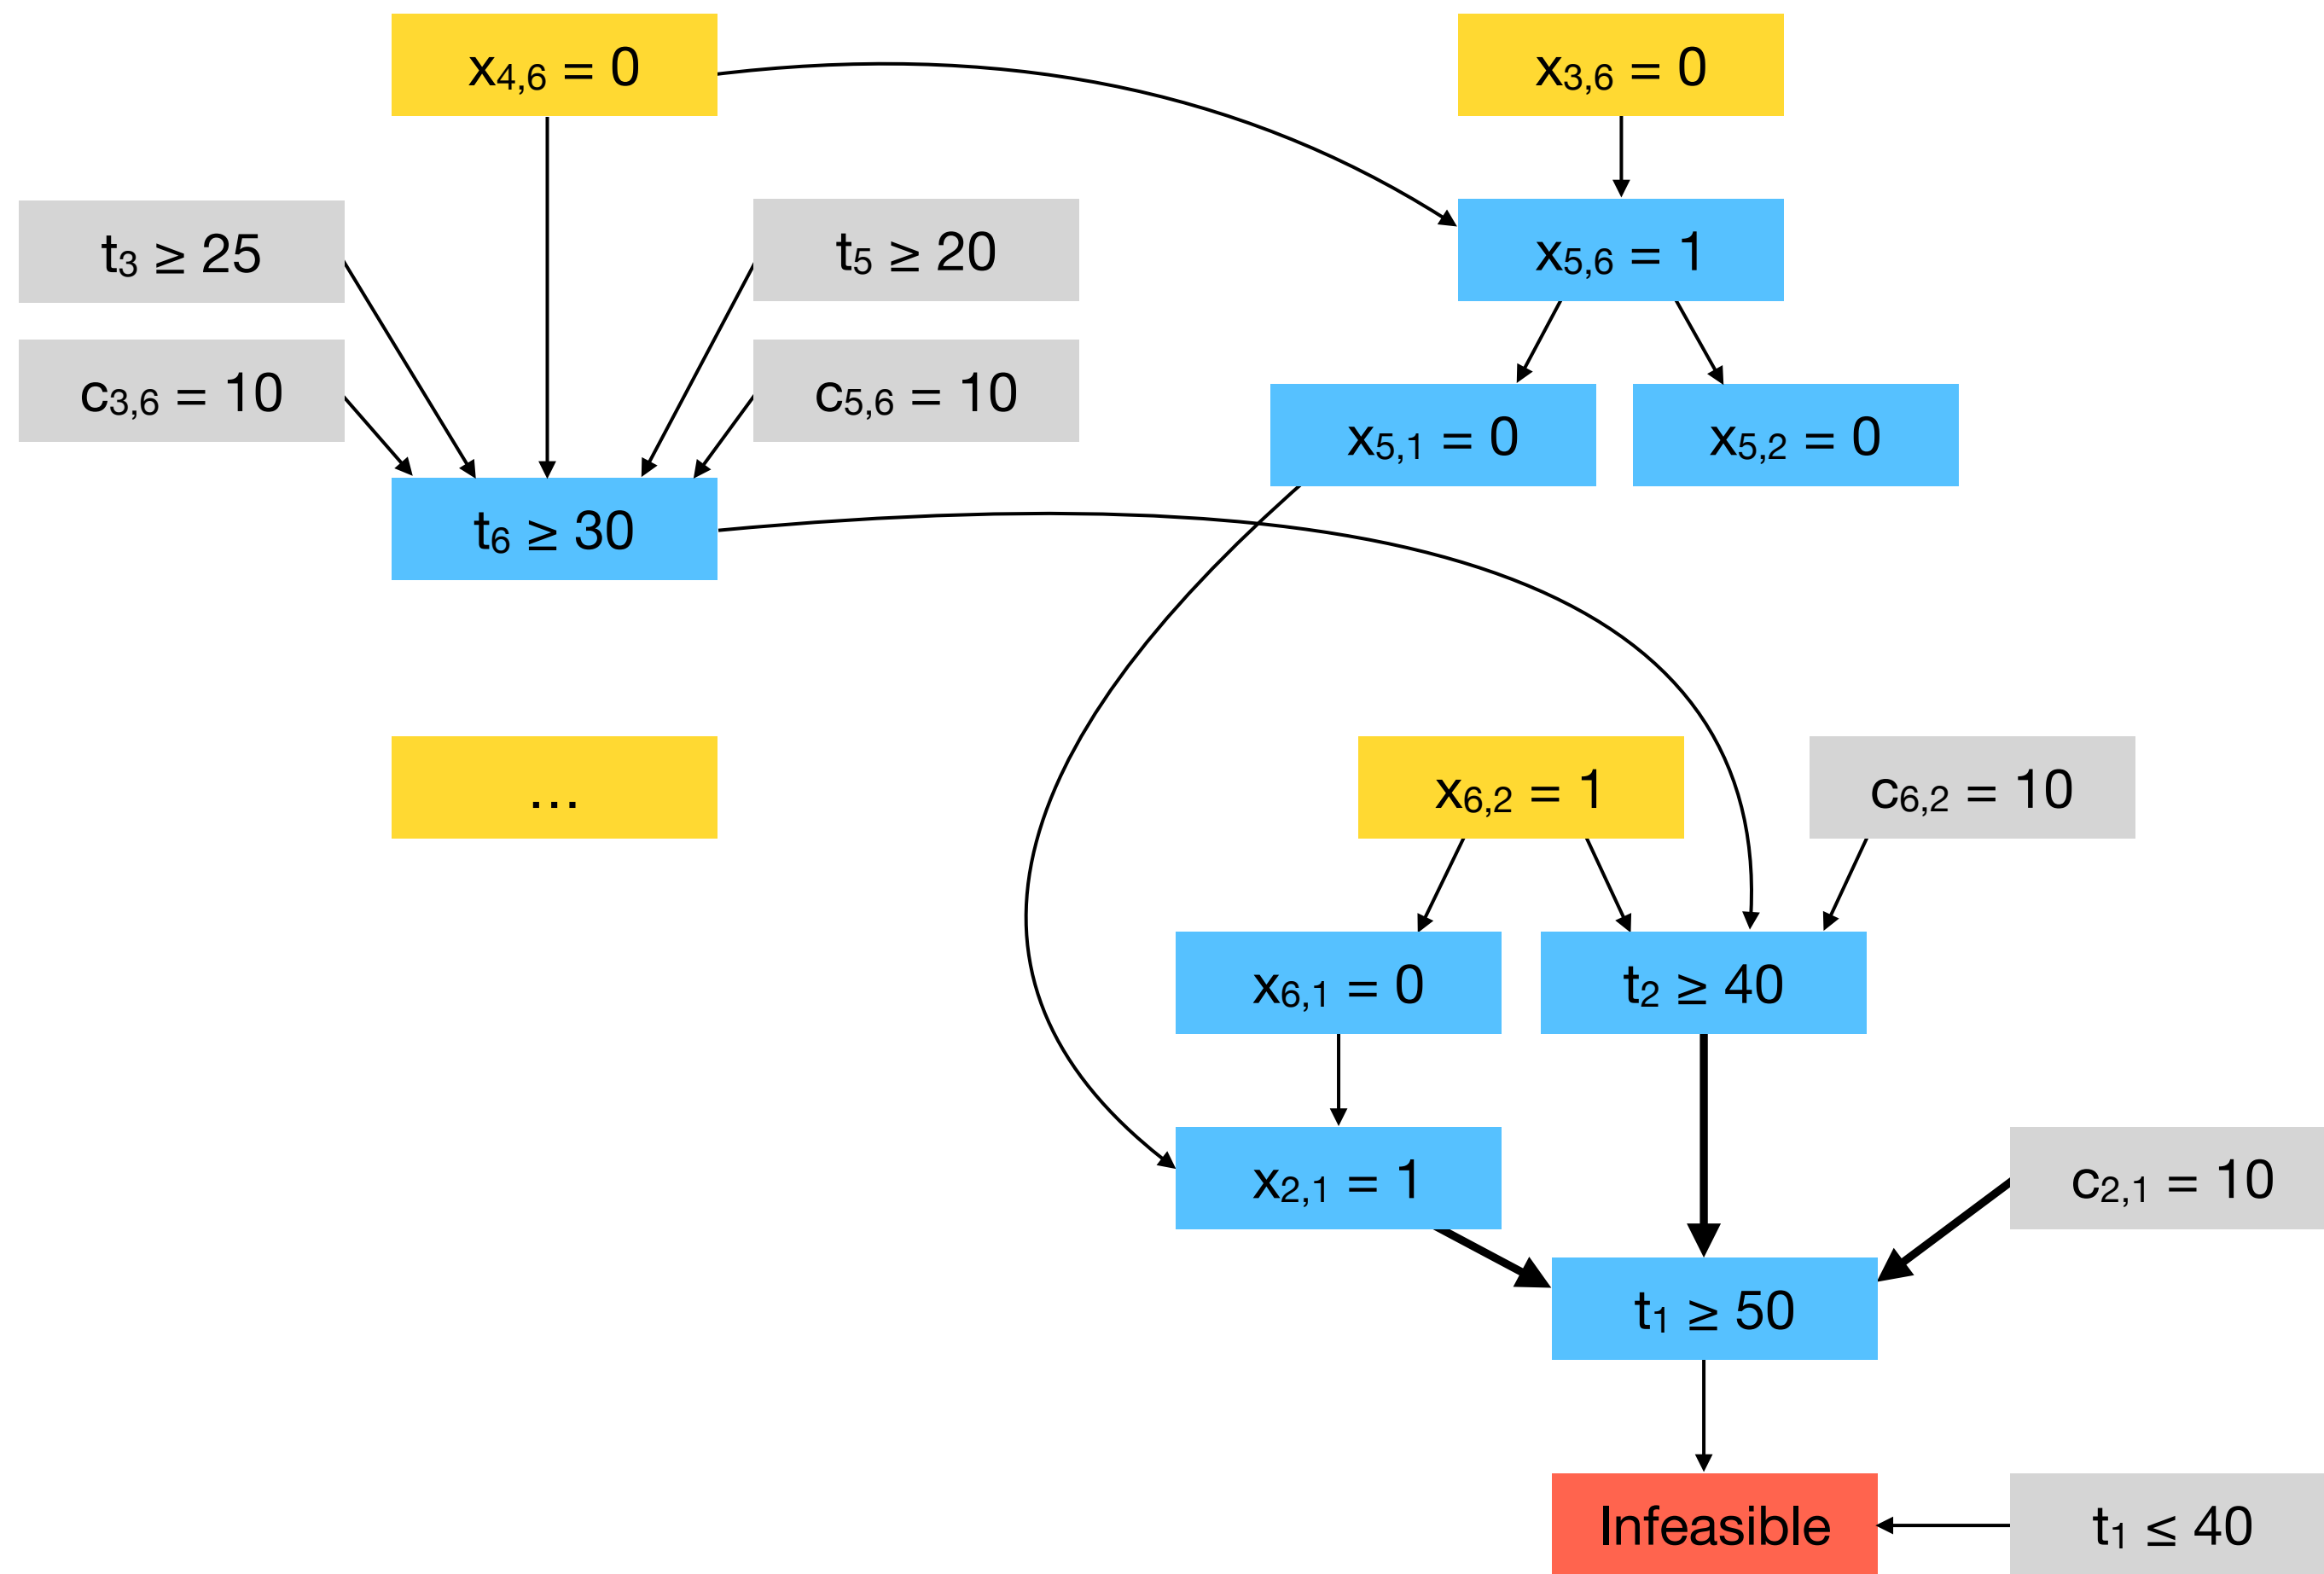 x4,6 = 0
x3,6 = 0
t3 ≥ 25
t5 ≥ 20
x5,6 = 1
c3,6 = 10
c5,6 = 10
x5,1 = 0
x5,2 = 0
t6 ≥ 30
...
x6,2 = 1
c6,2 = 10
x6,1 = 0
t2 ≥ 40
x2,1 = 1
c2,1 = 10
t1 ≥ 50
Infeasible
t1 ≤ 40